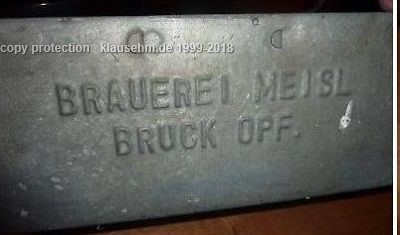 copy protection klausehm.de 1999-2018
BRAUEREI MEISL
BRUCK OPF.